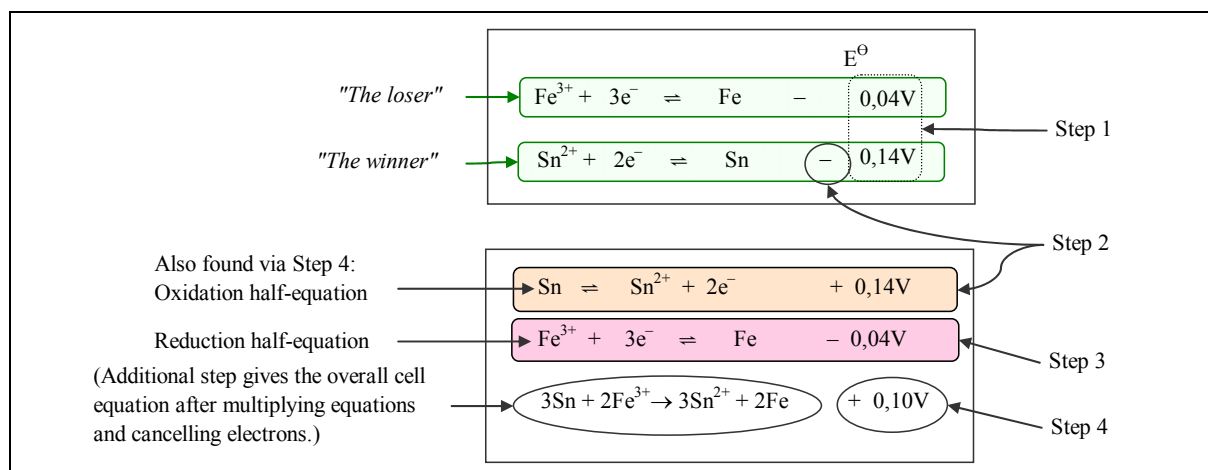 E⊖
"The loser" Fe³⁺ + 3e⁻ ⇌ Fe – 0,04V
Step 1
"The winner" Sn²⁺ + 2e⁻ ⇌ Sn – 0,14V
Step 2
Also found via Step 4:
Oxidation half-equation
Sn ⇌ Sn²⁺ + 2e⁻ + 0,14V
Reduction half-equation
Fe³⁺ + 3e⁻ ⇌ Fe – 0,04V
Step 3
(Additional step gives the overall cell
equation after multiplying equations
and cancelling electrons.)
3Sn + 2Fe³⁺ → 3Sn²⁺ + 2Fe + 0,10V
Step 4